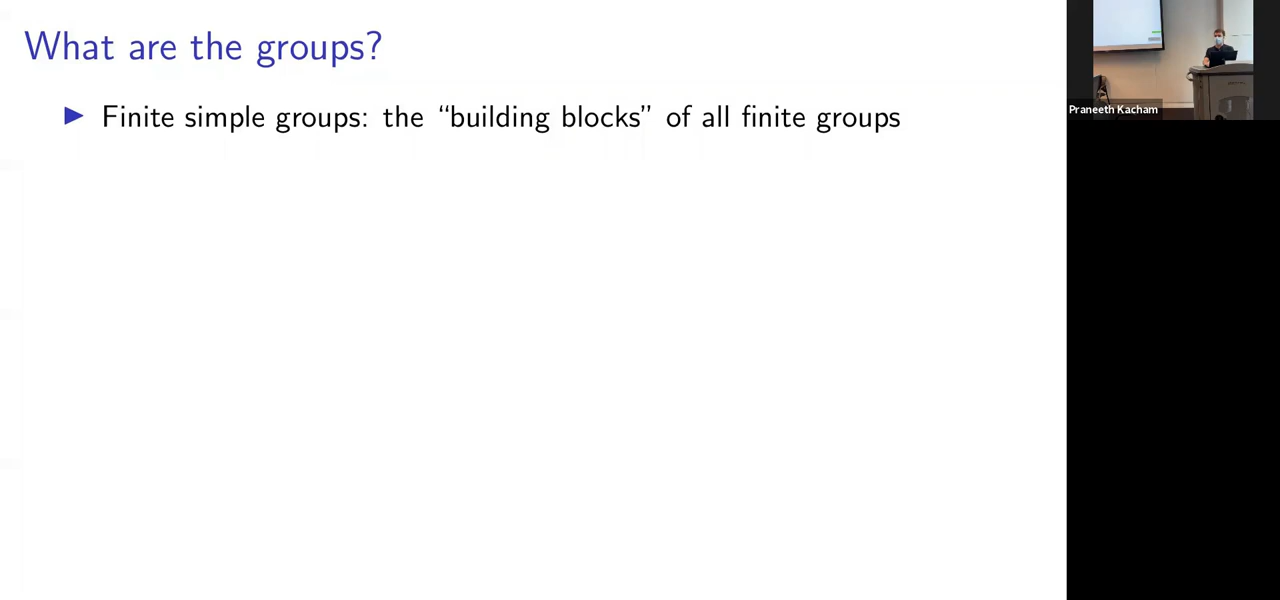 What are the groups?
▶ Finite simple groups: the “building blocks” of all finite groups
Praneeth Kacham